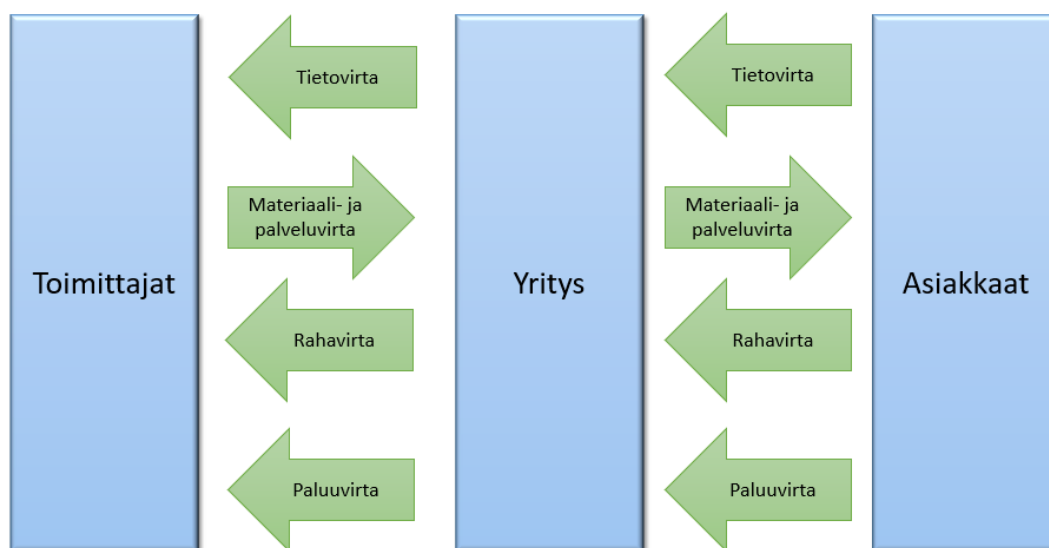 Tietovirta
Tietovirta
Materiaali- ja
palveluvirta
Materiaali- ja
palveluvirta
Toimittajat
Yritys
Asiakkaat
Rahavirta
Rahavirta
Paluuvirta
Paluuvirta